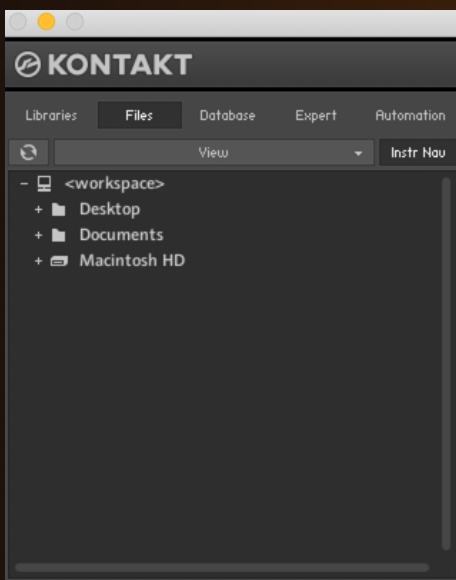 KONTAKT
Libraries Files Database Expert Automation
View Instr Nav
<workspace>
Desktop
Documents
Macintosh HD